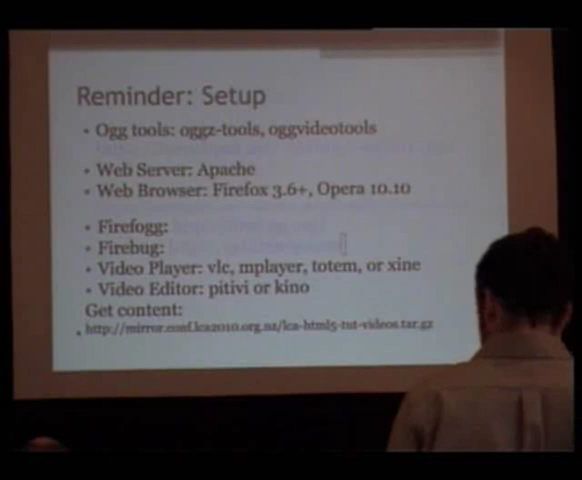 Reminder: Setup
• Ogg tools: oggz-tools, oggvideotools
• Web Server: Apache
• Web Browser: Firefox 3.6+, Opera 10.10
• Firefogg:
• Firebug:
• Video Player: vlc, mplayer, totem, or xine
• Video Editor: pitivi or kino
Get content:
• http://mirror.conf.lca2010.org.nz/lca-html5-tut-videos.tar.gz